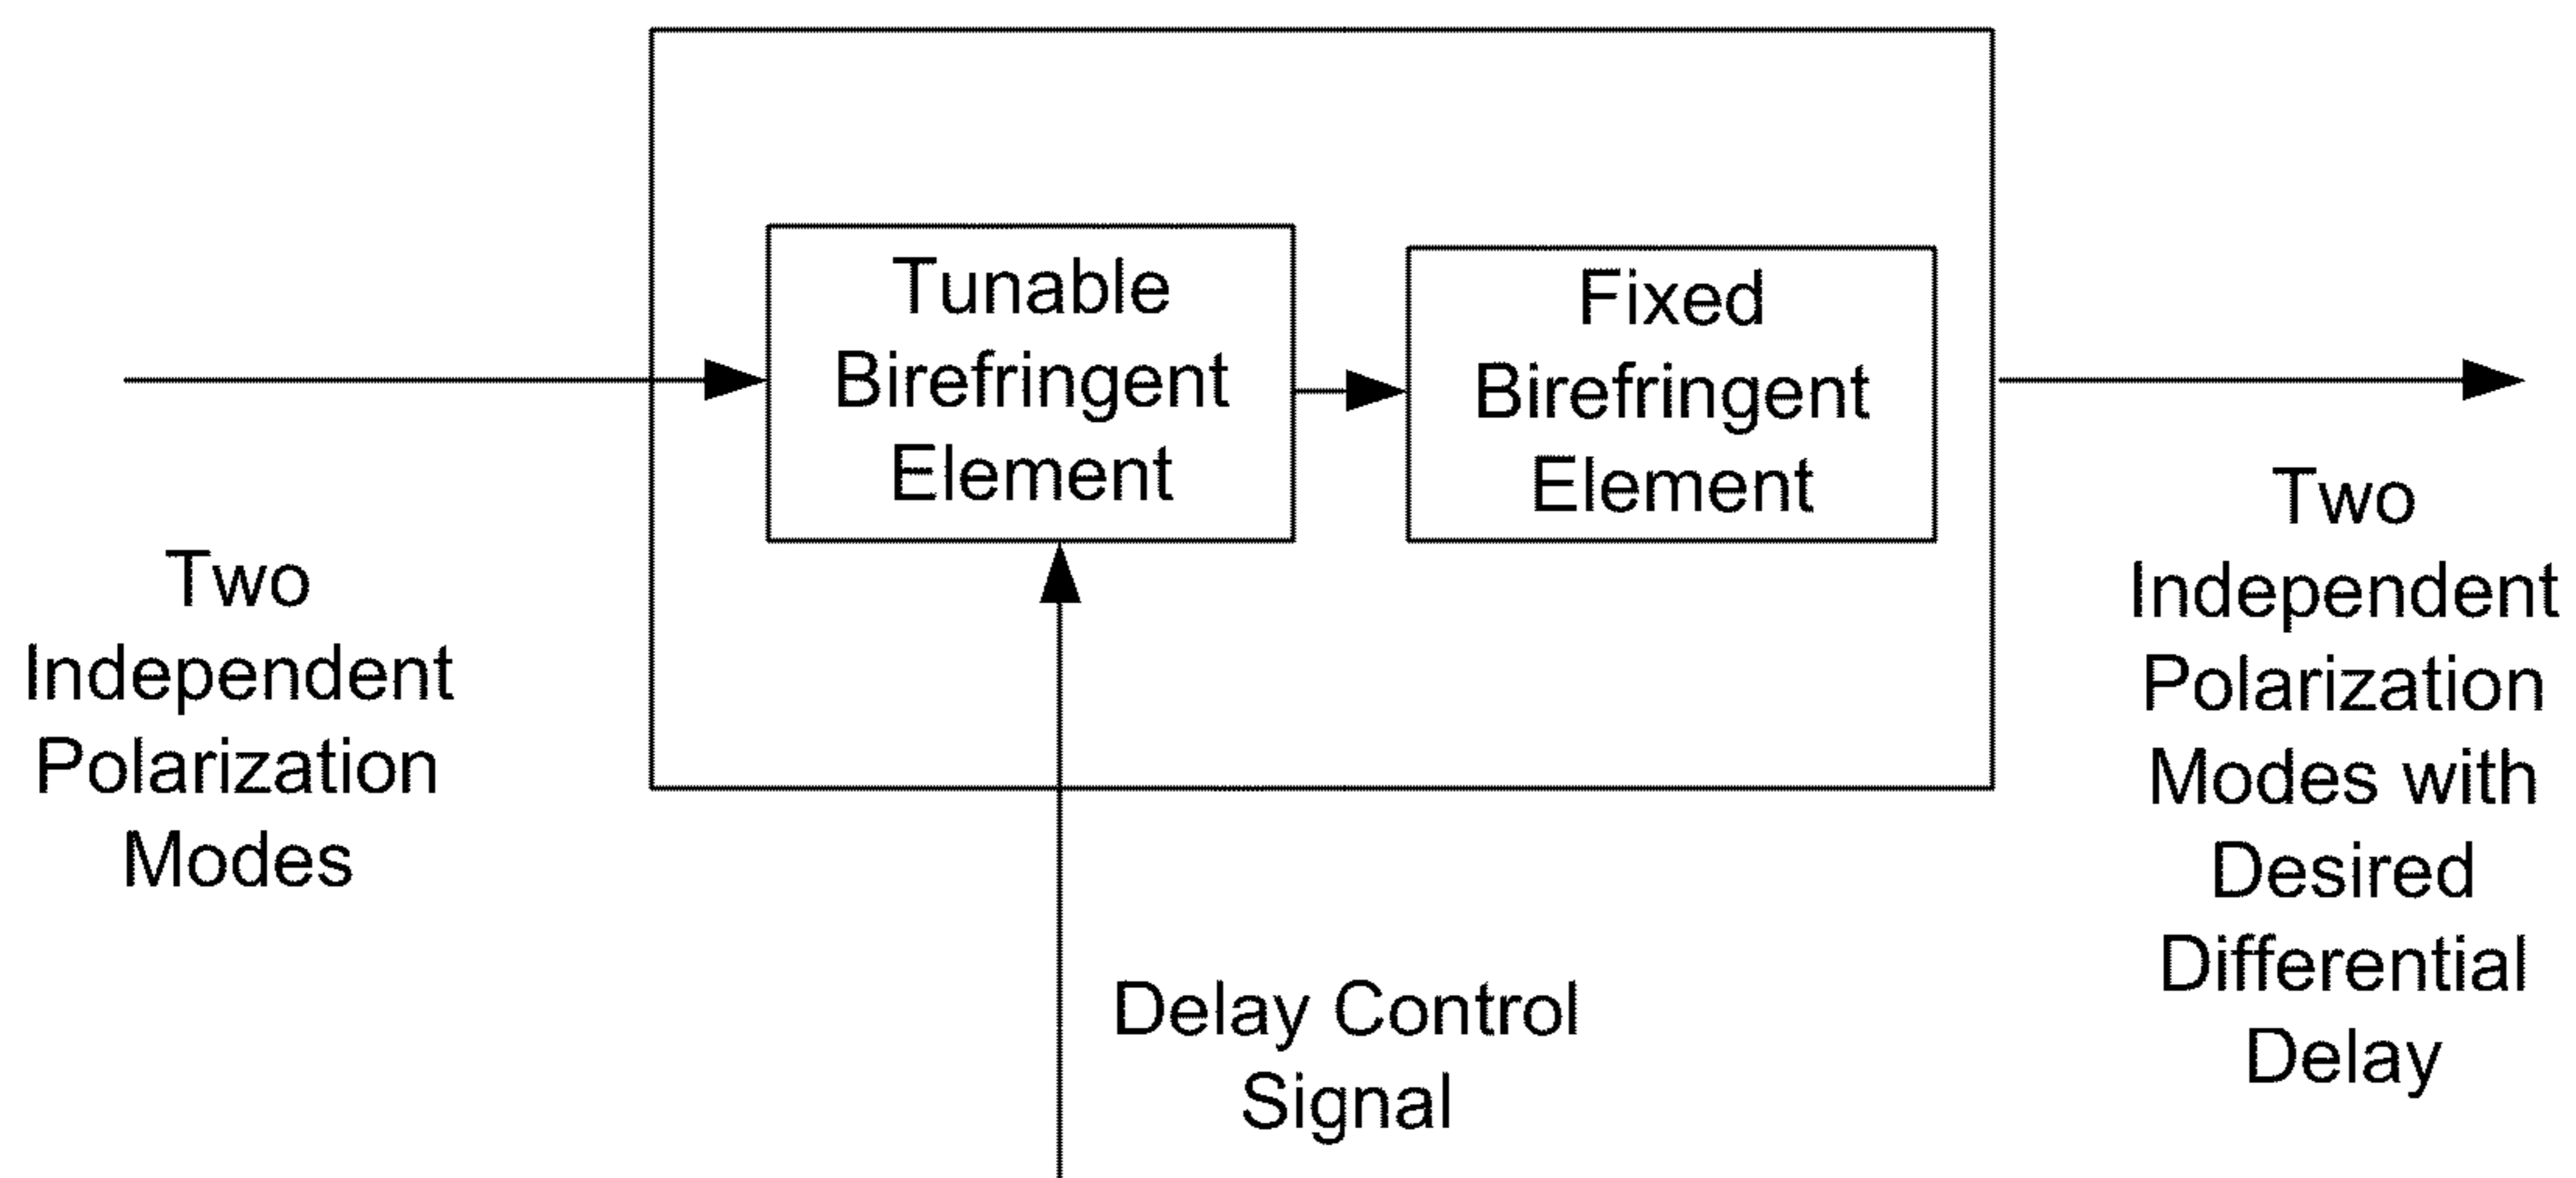 Tunable
Birefringent
Element
Fixed
Birefringent
Element
Two
Independent
Polarization
Modes
Two
Independent
Polarization
Modes with
Desired
Differential
Delay
Delay Control
Signal